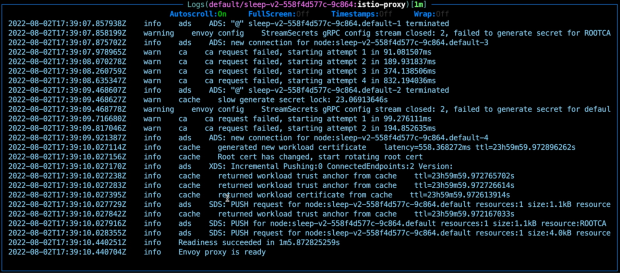 Logs(default/sleep-v2-558f4d577c-9c864:istio-proxy)[1m]
Autoscroll:On FullScreen:Off Timestamps:Off Wrap:Off
2022-08-02T17:39:07.857938Z info ads ADS: "@" sleep-v2-558f4d577c-9c864.default-1 terminated
2022-08-02T17:39:07.858199Z warning envoy config StreamSecrets gRPC config stream closed: 2, failed to generate secret for ROOTCA
2022-08-02T17:39:07.875702Z info ads ADS: new connection for node:sleep-v2-558f4d577c-9c864.default-3
2022-08-02T17:39:07.978965Z warn ca ca request failed, starting attempt 1 in 91.081507ms
2022-08-02T17:39:08.070278Z warn ca ca request failed, starting attempt 2 in 189.931837ms
2022-08-02T17:39:08.260759Z warn ca ca request failed, starting attempt 3 in 374.138506ms
2022-08-02T17:39:08.635347Z warn ca ca request failed, starting attempt 4 in 832.194036ms
2022-08-02T17:39:09.468607Z info ads ADS: "@" sleep-v2-558f4d577c-9c864.default-2 terminated
2022-08-02T17:39:09.468627Z warn cache slow generate secret lock: 23.06913646s
2022-08-02T17:39:09.468778Z warning envoy config StreamSecrets gRPC config stream closed: 2, failed to generate secret for defaul
2022-08-02T17:39:09.716680Z warn ca ca request failed, starting attempt 1 in 99.276111ms
2022-08-02T17:39:09.817046Z warn ca ca request failed, starting attempt 2 in 194.852635ms
2022-08-02T17:39:09.921387Z info ads ADS: new connection for node:sleep-v2-558f4d577c-9c864.default-4
2022-08-02T17:39:10.027114Z info cache generated new workload certificate latency=558.368272ms ttl=23h59m59.972896262s
2022-08-02T17:39:10.027156Z info cache Root cert has changed, start rotating root cert
2022-08-02T17:39:10.027170Z info ads XDS: Incremental Pushing:0 ConnectedEndpoints:2 Version:
2022-08-02T17:39:10.027238Z info cache returned workload trust anchor from cache ttl=23h59m59.972765702s
2022-08-02T17:39:10.027283Z info cache returned workload trust anchor from cache ttl=23h59m59.972726614s
2022-08-02T17:39:10.027395Z info cache returned workload certificate from cache ttl=23h59m59.972613914s
2022-08-02T17:39:10.027729Z info ads SDS: PUSH request for node:sleep-v2-558f4d577c-9c864.default resources:1 size:1.1kB resource
2022-08-02T17:39:10.027842Z info cache returned workload trust anchor from cache ttl=23h59m59.972167033s
2022-08-02T17:39:10.027916Z info ads SDS: PUSH for node:sleep-v2-558f4d577c-9c864.default resources:1 size:1.1kB resource:ROOTCA
2022-08-02T17:39:10.028355Z info ads SDS: PUSH request for node:sleep-v2-558f4d577c-9c864.default resources:1 size:4.0kB resource
2022-08-02T17:39:10.440251Z info Readiness succeeded in 1m5.872825259s
2022-08-02T17:39:10.440704Z info Envoy proxy is ready